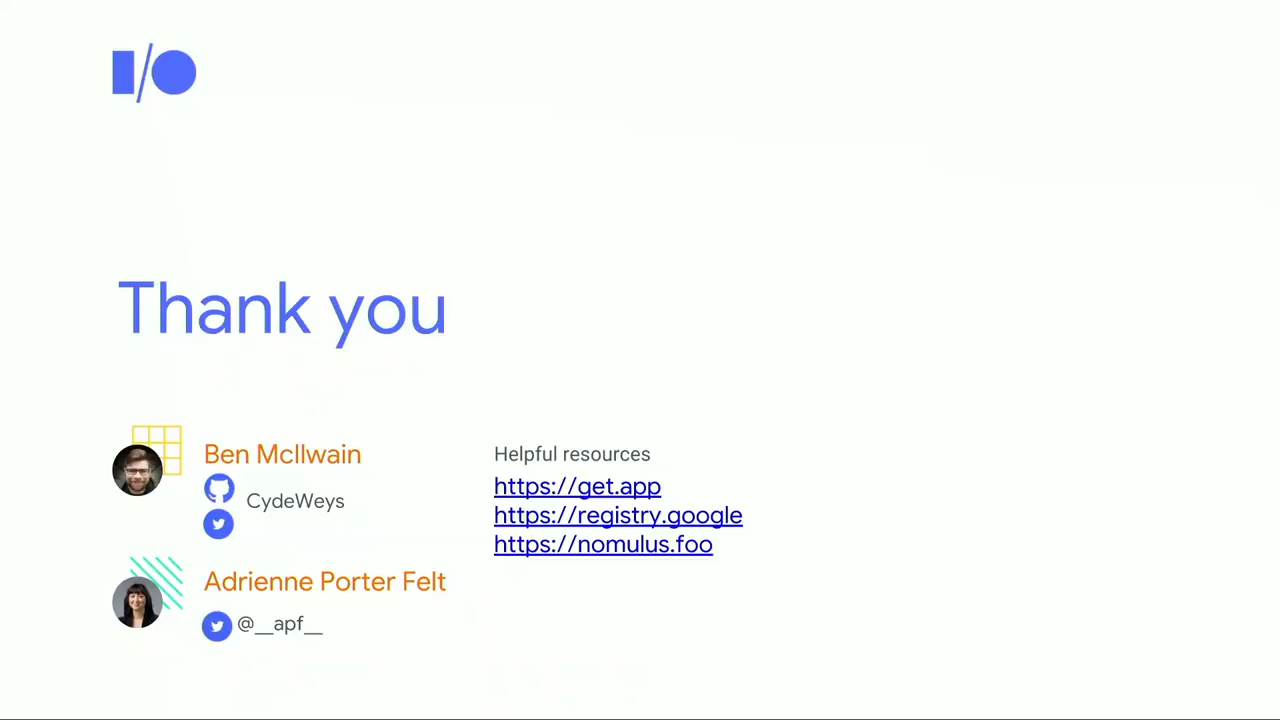 I/O
Thank you
Ben McIlwain
CydeWeys
Adrienne Porter Felt
@__apf__
Helpful resources
https://get.app
https://registry.google
https://nomulus.foo